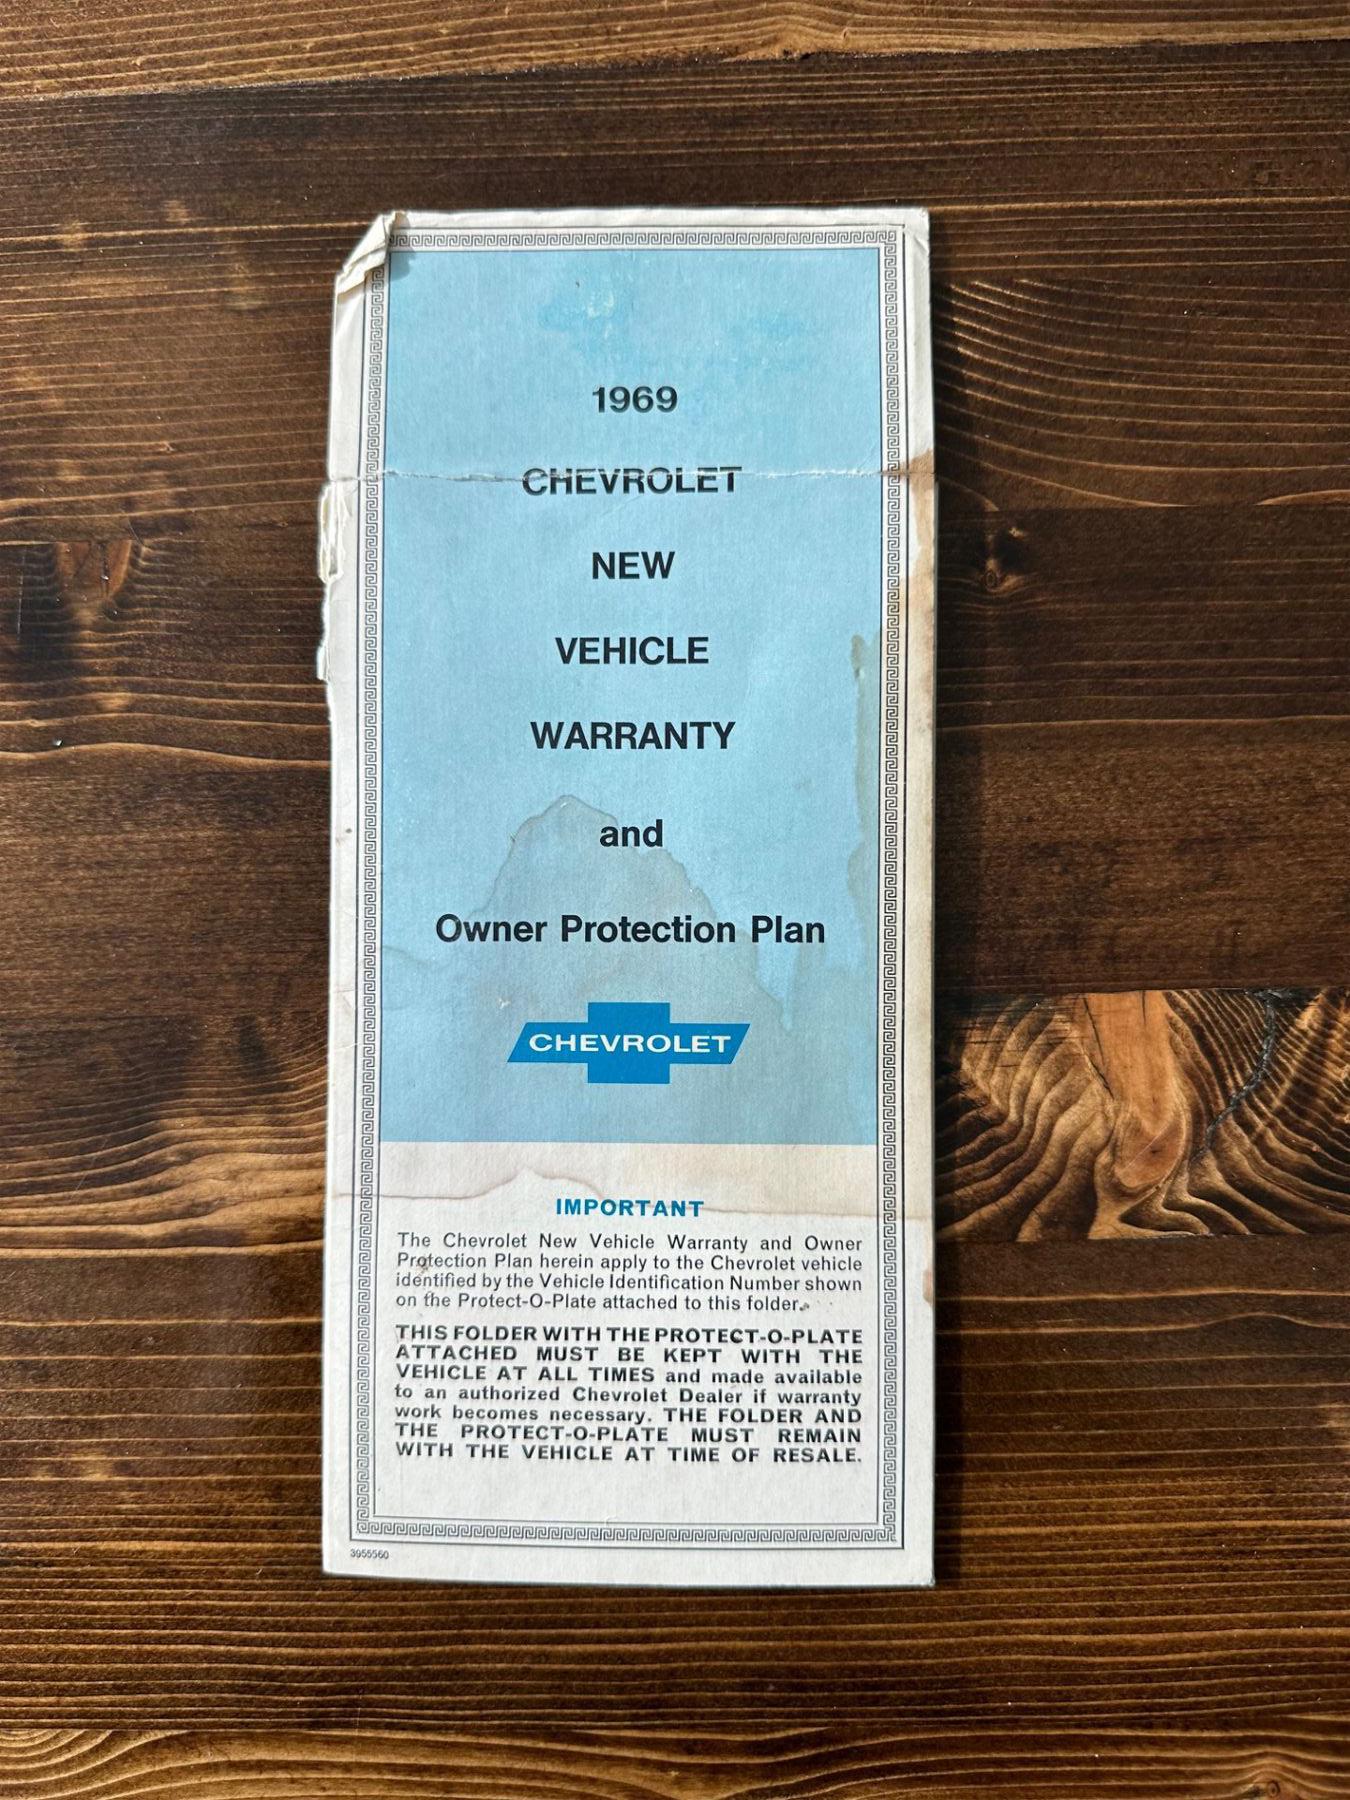 1969
CHEVROLET
NEW
VEHICLE
WARRANTY
and
Owner Protection Plan
CHEVROLET
IMPORTANT
The Chevrolet New Vehicle Warranty and Owner
Protection Plan herein apply to the Chevrolet vehicle
identified by the Vehicle Identification Number shown
on the Protect-O-Plate attached to this folder.
THIS FOLDER WITH THE PROTECT-O-PLATE
ATTACHED MUST BE KEPT WITH THE
VEHICLE AT ALL TIMES and made available
to an authorized Chevrolet Dealer if warranty
work becomes necessary. THE FOLDER AND
THE PROTECT-O-PLATE MUST REMAIN
WITH THE VEHICLE AT TIME OF RESALE.
3955560